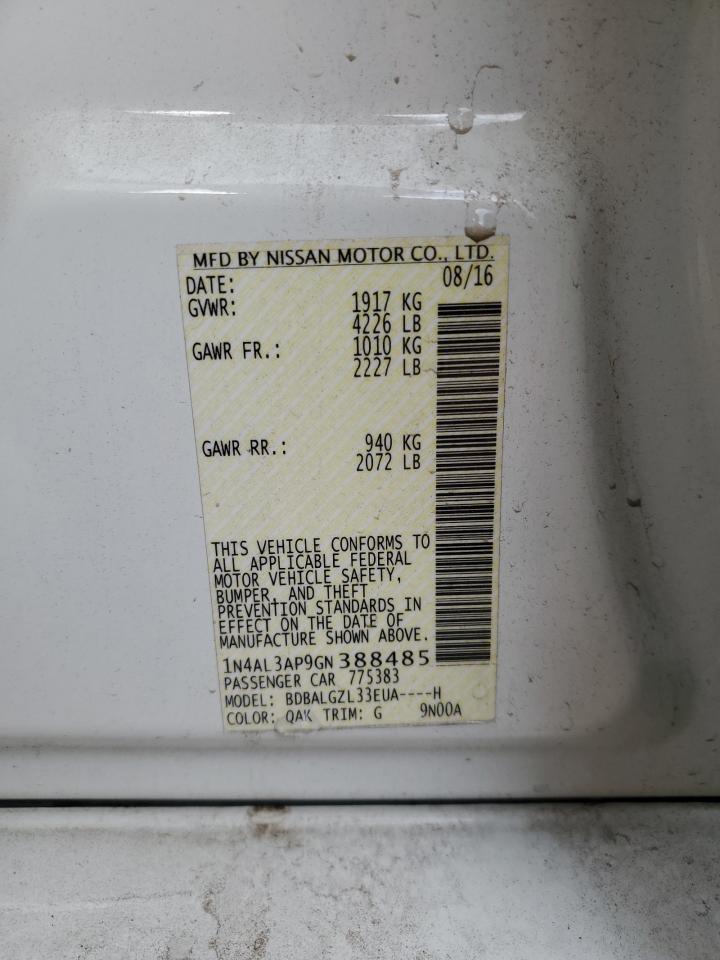 MFD BY NISSAN MOTOR CO., LTD.
DATE: 08/16
GVWR: 1917 KG
4226 LB
GAWR FR.: 1010 KG
2227 LB
GAWR RR.: 940 KG
2072 LB
THIS VEHICLE CONFORMS TO
ALL APPLICABLE FEDERAL
MOTOR VEHICLE SAFETY,
BUMPER, AND THEFT
PREVENTION STANDARDS IN
EFFECT ON THE DATE OF
MANUFACTURE SHOWN ABOVE.
1N4AL3AP9GN388485
PASSENGER CAR 775383
MODEL: BDBALGZL33EUA----H
COLOR: QAK TRIM: G 9N00A